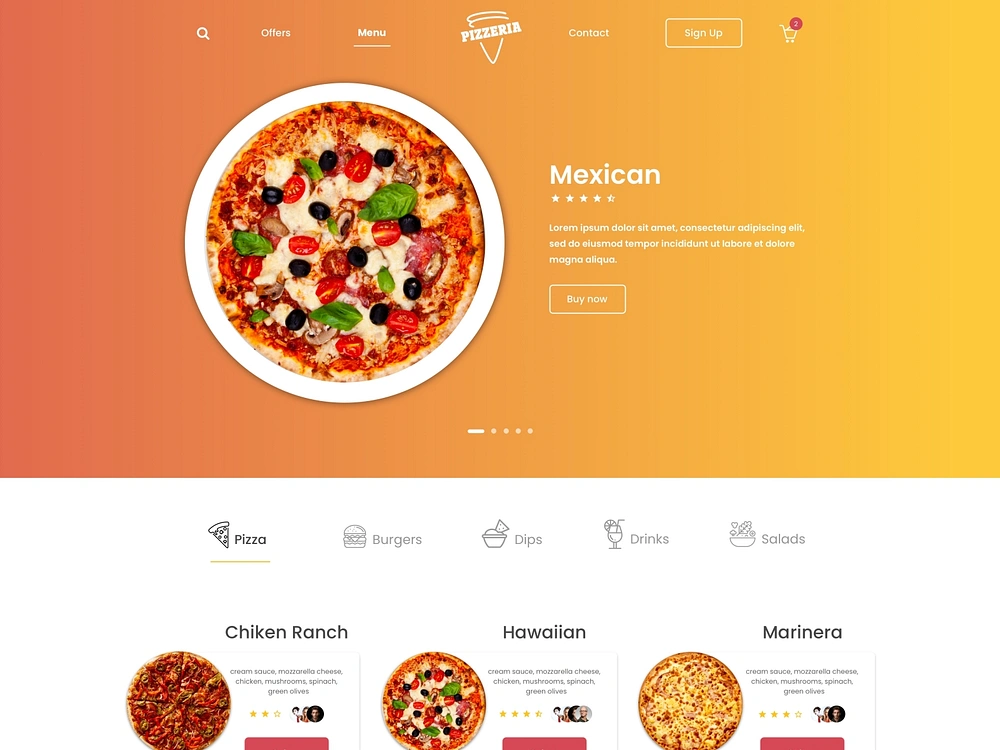 Offers
Menu
PIZZERIA
Contact
Sign Up
2
Mexican
Lorem ipsum dolor sit amet, consectetur adipiscing elit,
sed do eiusmod tempor incididunt ut labore et dolore
magna aliqua.
Buy now
Pizza
Burgers
Dips
Drinks
Salads
Chiken Ranch
cream sauce, mozzarella cheese,
chicken, mushrooms, spinach,
green olives
Hawaiian
cream sauce, mozzarella cheese,
chicken, mushrooms, spinach,
green olives
Marinera
cream sauce, mozzarella cheese,
chicken, mushrooms, spinach,
green olives